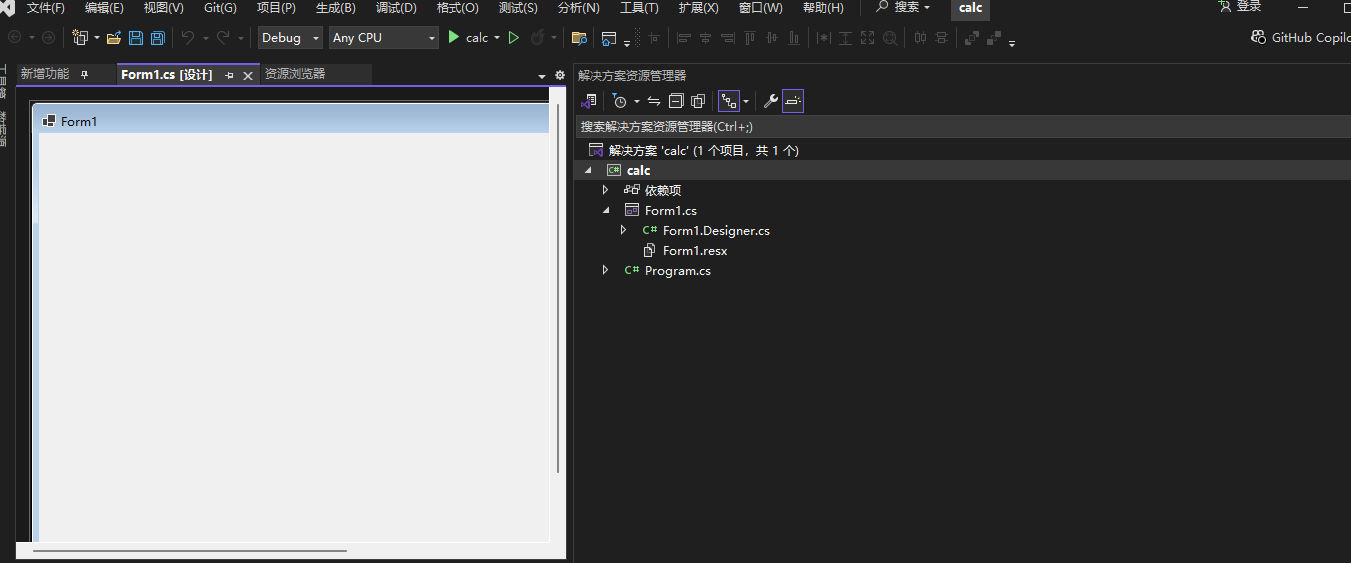 文件(F) 编辑(E) 视图(V) Git(G) 项目(P) 生成(B) 调试(D) 格式(O) 测试(S) 分析(N) 工具(T) 扩展(X) 窗口(W) 帮助(H) 搜索 calc 登录
Debug Any CPU calc GitHub Copilo
新增功能 Form1.cs [设计] 资源浏览器
解决方案资源管理器
搜索解决方案资源管理器(Ctrl+;)
Form1
解决方案 'calc' (1 个项目，共 1 个)
C# calc
依赖项
Form1.cs
C# Form1.Designer.cs
Form1.resx
C# Program.cs